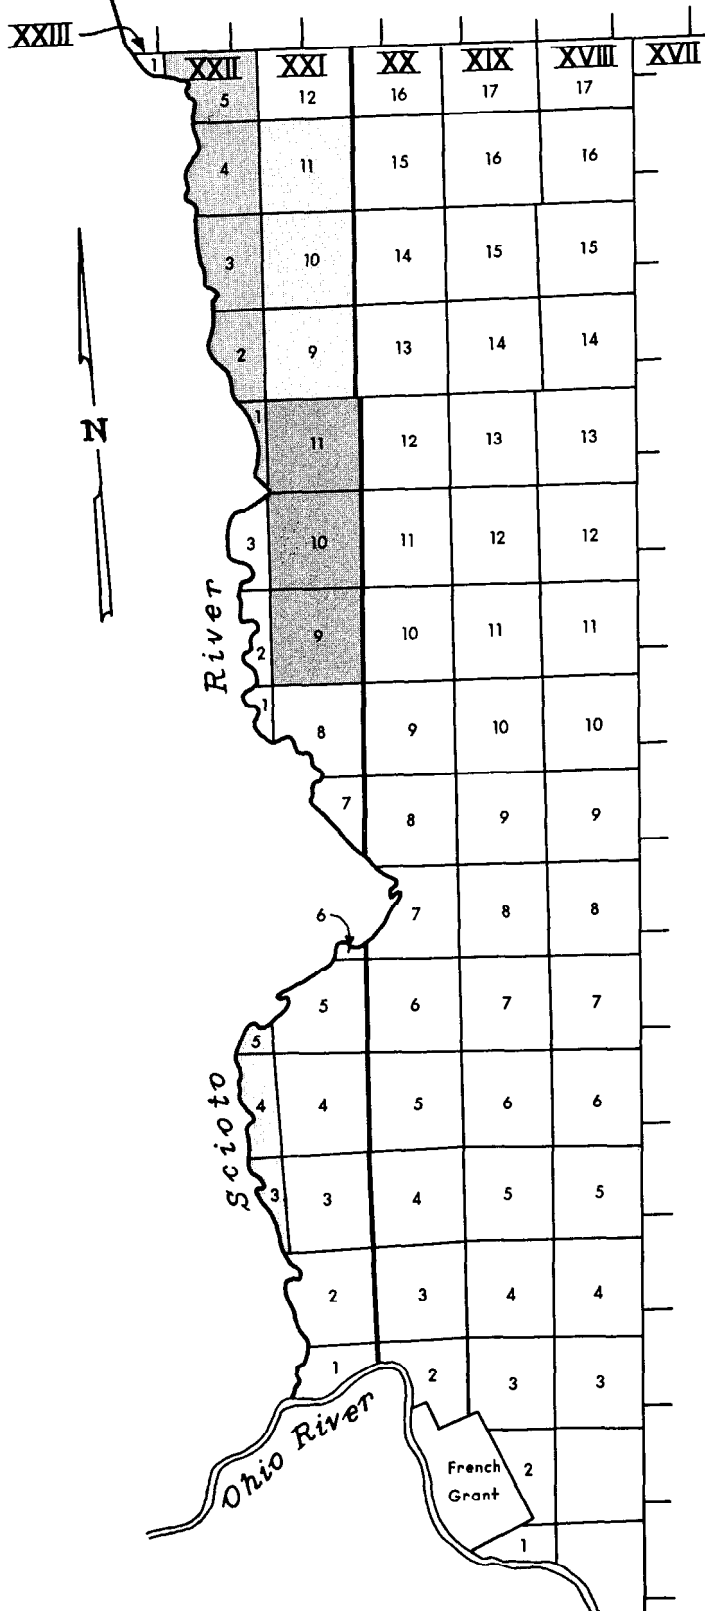 XXIII
XXII XXI XX XIX XVIII XVII
1
5 12 16 17 17
4 11 15 16 16
3 10 14 15 15
2 9 13 14 14
1 11 12 13 13
N
3 10 11 12 12
2 9 10 11 11
River
1 8 9 10 10
7 8 9 9
6 7 8 8
5 6 7 7
5
4 4 5 6 6
Scioto
3 3 4 5 5
2 3 4 4
1 2 3 3
Ohio River
French Grant
2
1